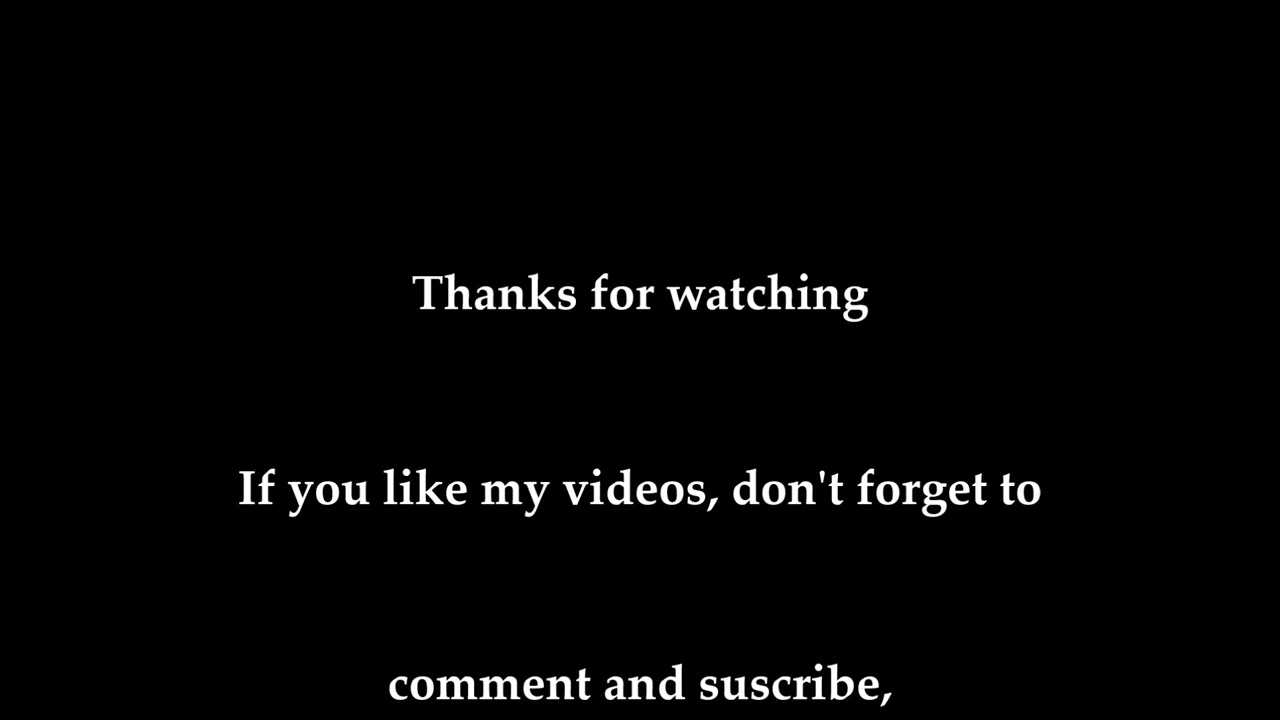 Thanks for watching
If you like my videos, don't forget to
comment and suscribe,